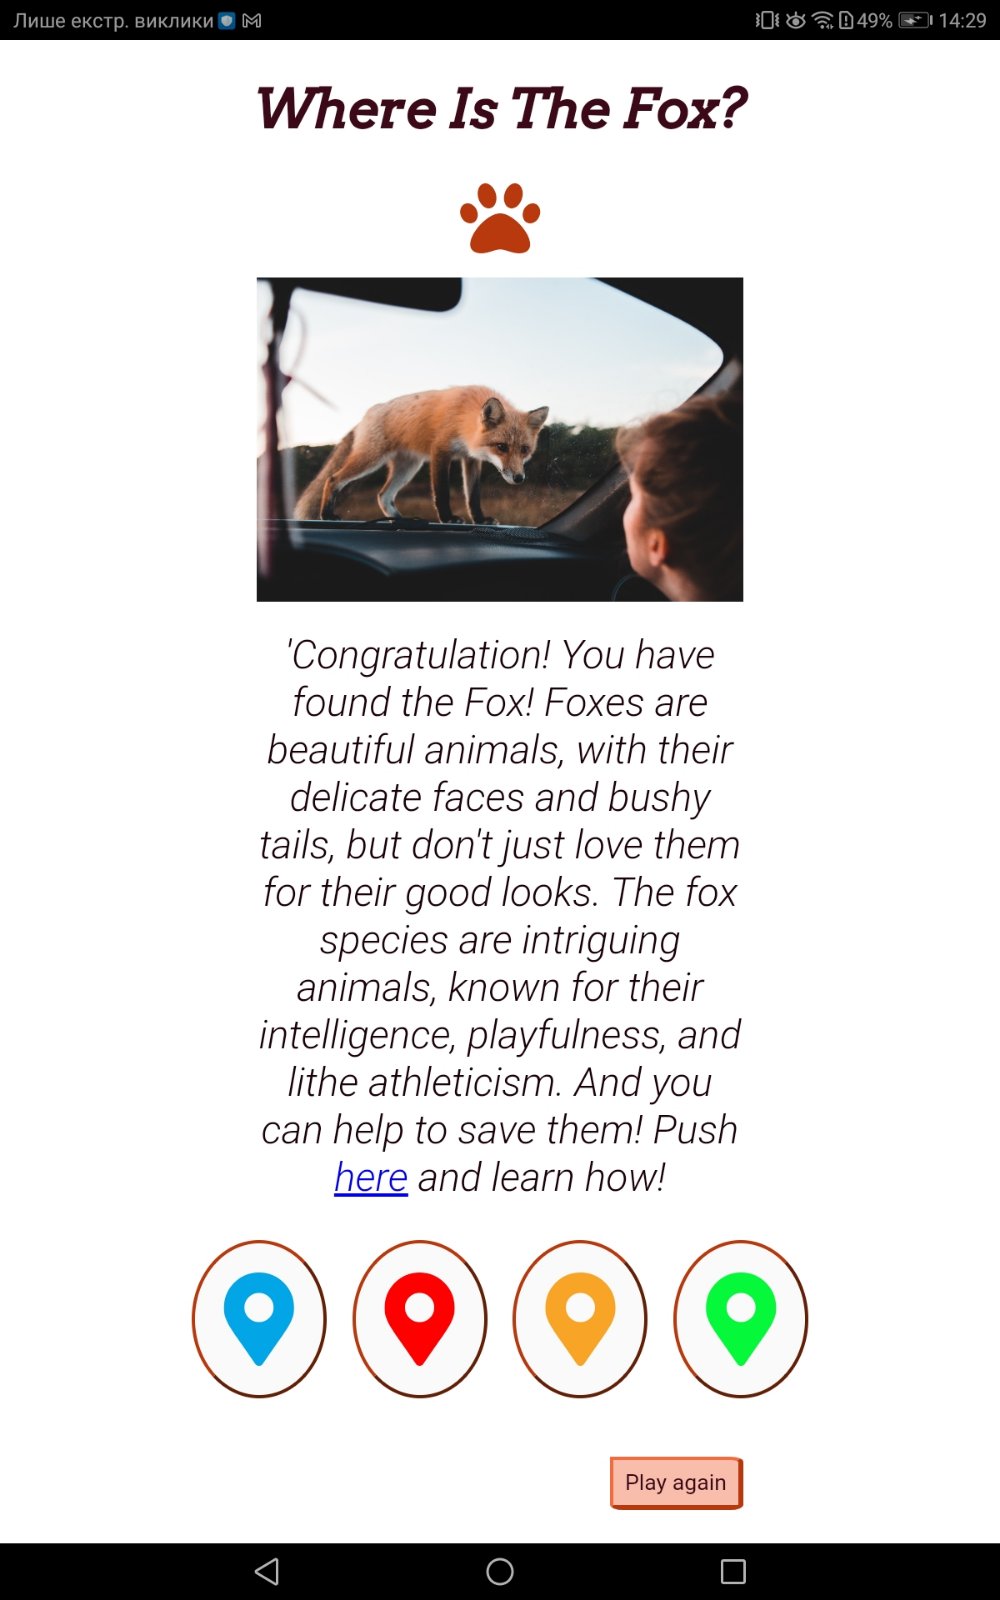 Лише екстр. виклики
49% 14:29
Where Is The Fox?
'Congratulation! You have
found the Fox! Foxes are
beautiful animals, with their
delicate faces and bushy
tails, but don't just love them
for their good looks. The fox
species are intriguing
animals, known for their
intelligence, playfulness, and
lithe athleticism. And you
can help to save them! Push
here and learn how!
Play again